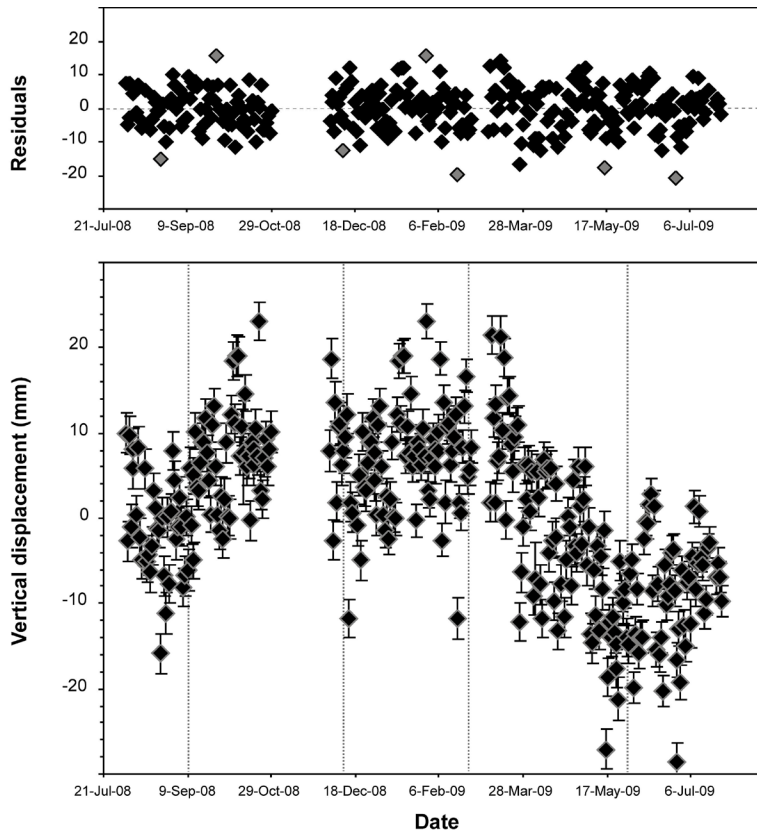 20
10
0
-10
-20
Residuals
21-Jul-08 9-Sep-08 29-Oct-08 18-Dec-08 6-Feb-09 28-Mar-09 17-May-09 6-Jul-09
20
10
0
-10
-20
Vertical displacement (mm)
21-Jul-08 9-Sep-08 29-Oct-08 18-Dec-08 6-Feb-09 28-Mar-09 17-May-09 6-Jul-09
Date